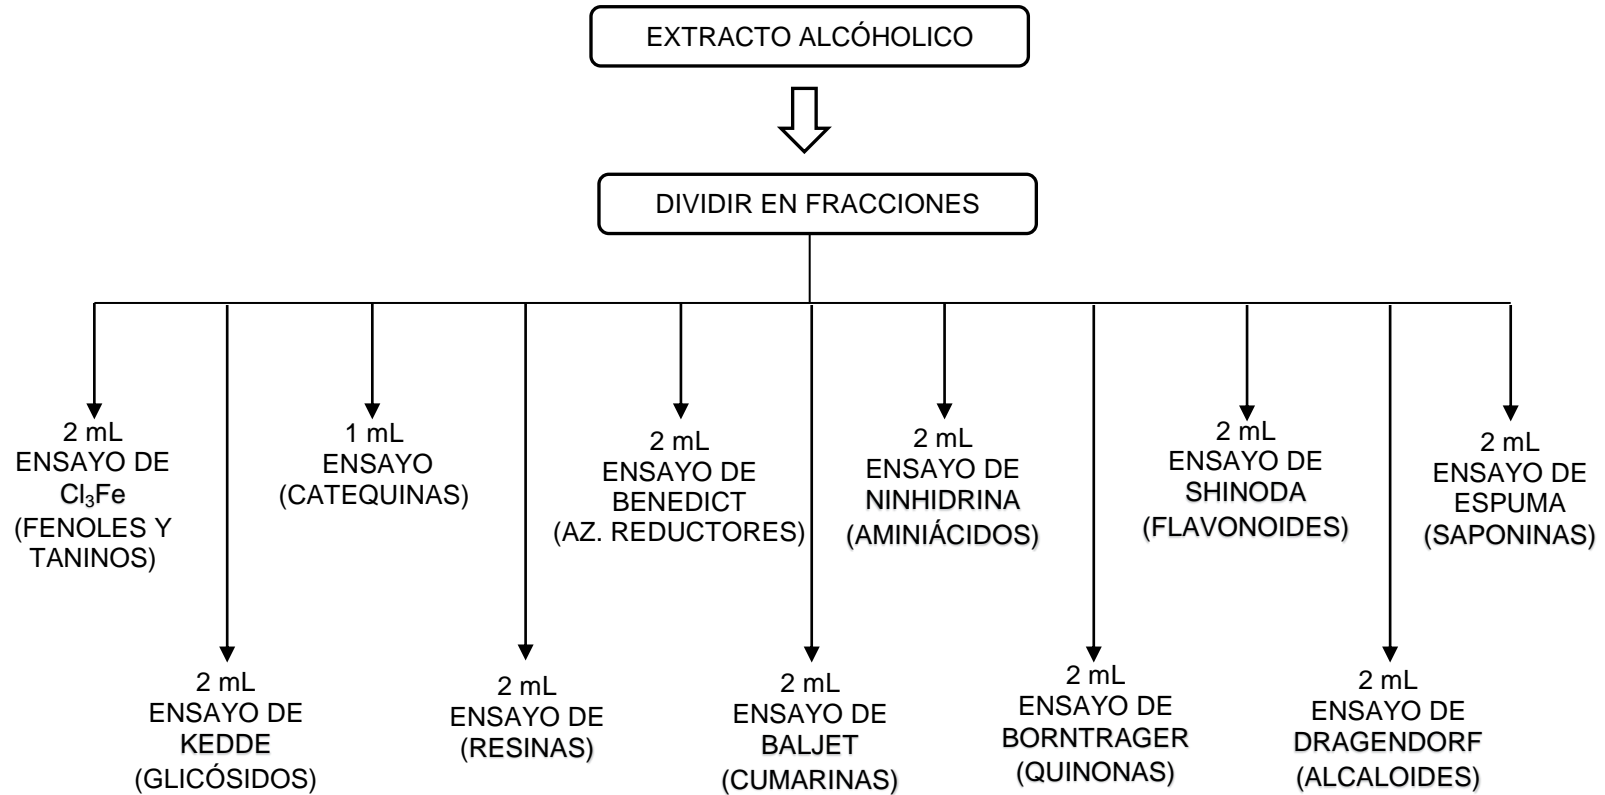 EXTRACTO ALCÓHOLICO
DIVIDIR EN FRACCIONES
2 mL
ENSAYO DE
Cl₃Fe
(FENOLES Y
TANINOS)
1 mL
ENSAYO
(CATEQUINAS)
2 mL
ENSAYO DE
BENEDICT
(AZ. REDUCTORES)
2 mL
ENSAYO DE
NINHIDRINA
(AMINIÁCIDOS)
2 mL
ENSAYO DE
SHINODA
(FLAVONOIDES)
2 mL
ENSAYO DE
ESPUMA
(SAPONINAS)
2 mL
ENSAYO DE
KEDDE
(GLICÓSIDOS)
2 mL
ENSAYO DE
(RESINAS)
2 mL
ENSAYO DE
BALJET
(CUMARINAS)
2 mL
ENSAYO DE
BORNTRAGER
(QUINONAS)
2 mL
ENSAYO DE
DRAGENDORF
(ALCALOIDES)